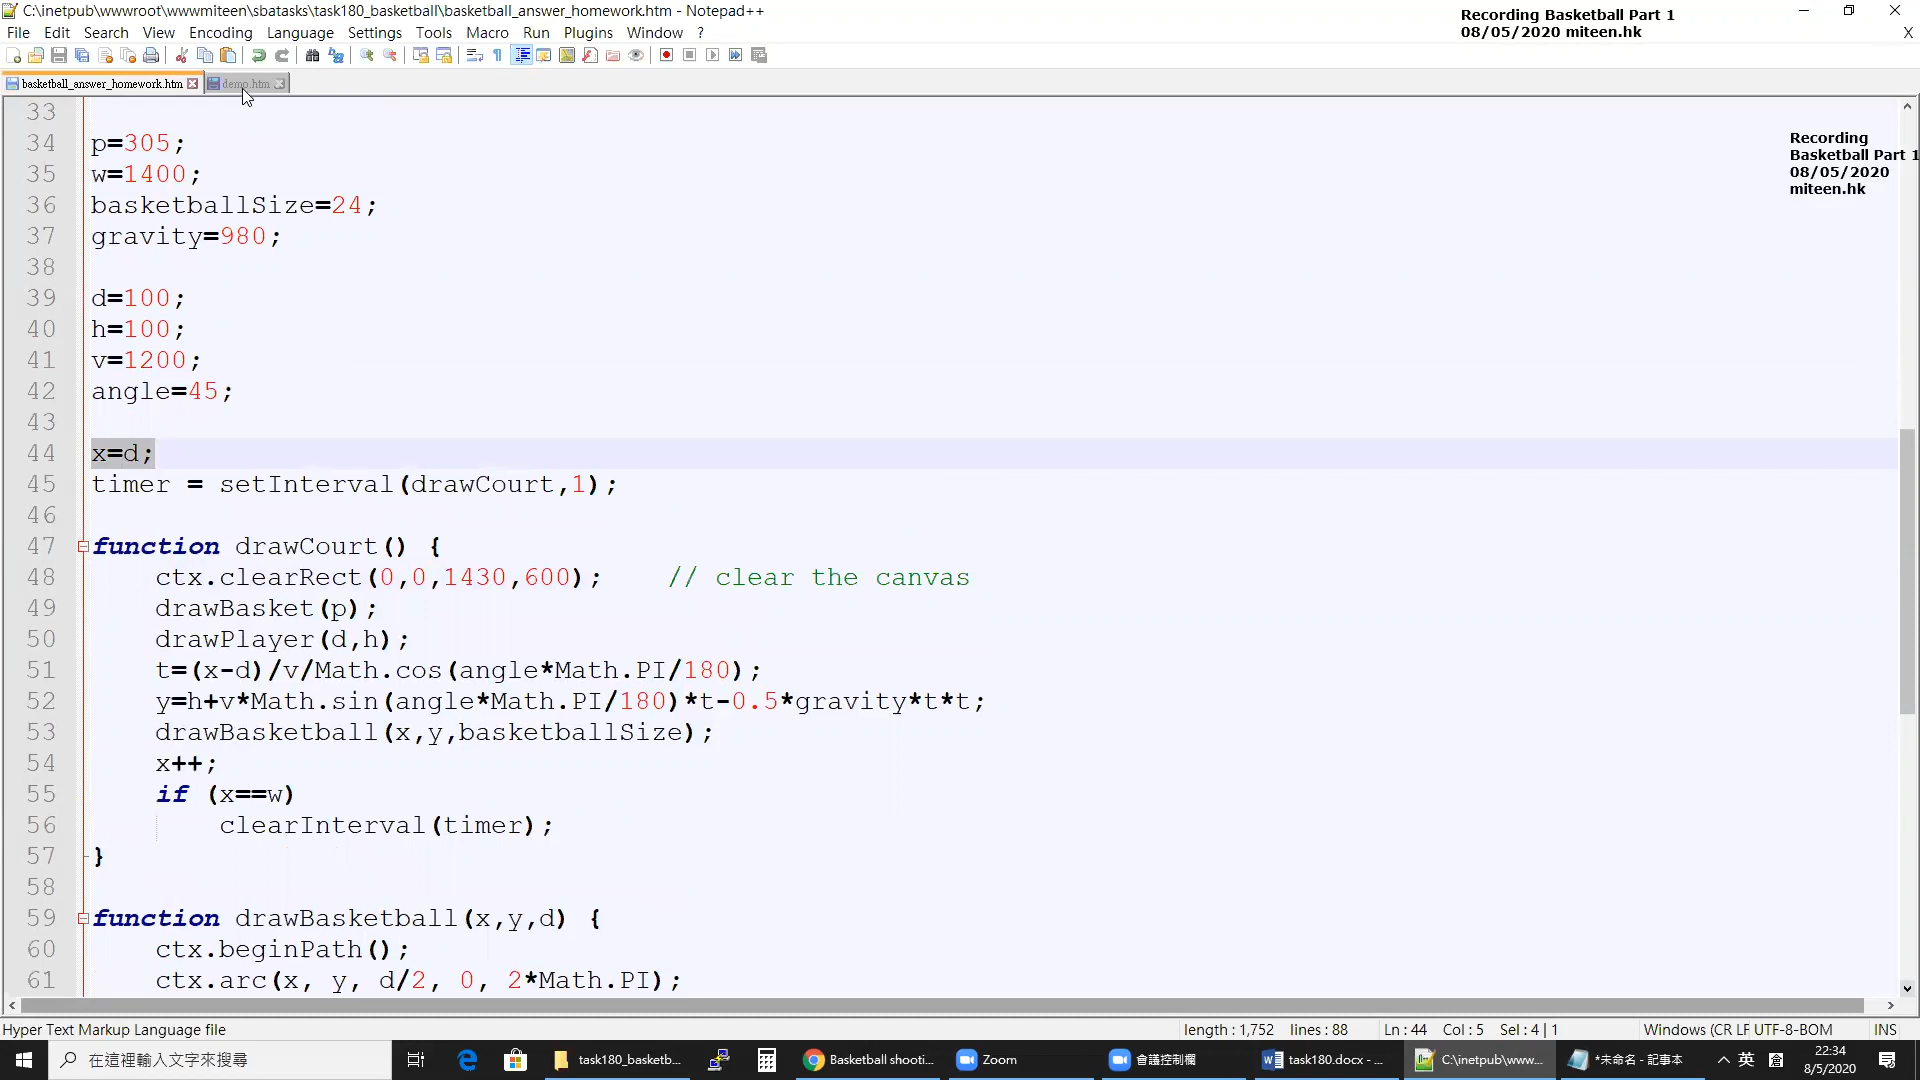 C:\inetpub\wwwroot\wwwmiteen\sbatasks\task180_basketball\basketball_answer_homework.htm - Notepad++
Recording Basketball Part 1
08/05/2020 miteen.hk
File Edit Search View Encoding Language Settings Tools Macro Run Plugins Window ?
X
basketball_answer_homework.htm demo.htm
Recording
Basketball Part 1
08/05/2020
miteen.hk
33
34 p=305;
35 w=1400;
36 basketballSize=24;
37 gravity=980;
38
39 d=100;
40 h=100;
41 v=1200;
42 angle=45;
43
44 x=d;
45 timer = setInterval(drawCourt,1);
46
47 function drawCourt() {
48 ctx.clearRect(0,0,1430,600); // clear the canvas
49 drawBasket(p);
50 drawPlayer(d,h);
51 t=(x-d)/v/Math.cos(angle*Math.PI/180);
52 y=h+v*Math.sin(angle*Math.PI/180)*t-0.5*gravity*t*t;
53 drawBasketball(x,y,basketballSize);
54 x++;
55 if (x==w)
56 clearInterval(timer);
57 }
58
59 function drawBasketball(x,y,d) {
60 ctx.beginPath();
61 ctx.arc(x, y, d/2, 0, 2*Math.PI);
Hyper Text Markup Language file length : 1,752 lines : 88 Ln : 44 Col : 5 Sel : 4 | 1 Windows (CR LF UTF-8-BOM INS
在這裡輸入文字來搜尋 task180_basketb... Basketball shooti... Zoom 會議控制欄 task180.docx - ... C:\inetpub\www... *未命名 - 記事本 英 22:34
8/5/2020